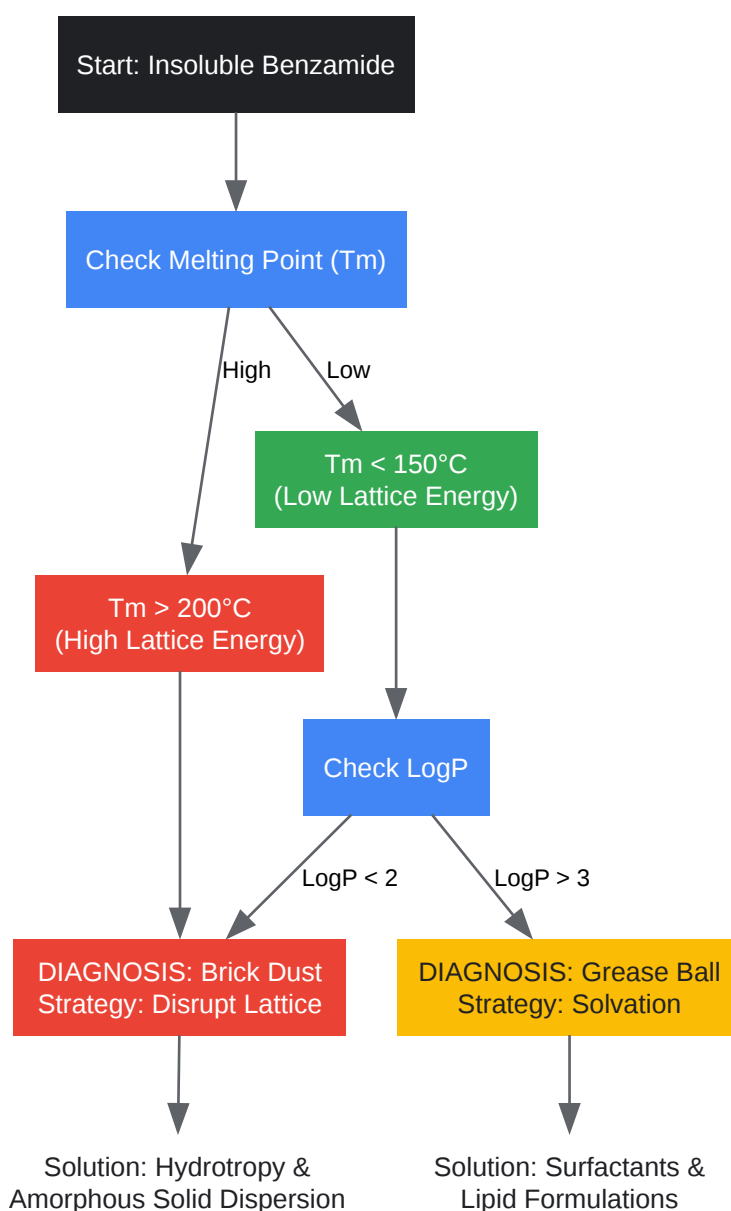 Start: Insoluble Benzamide
Check Melting Point (Tm)
High
Low
Tm < 150°C
(Low Lattice Energy)
Tm > 200°C
(High Lattice Energy)
Check LogP
LogP < 2
LogP > 3
DIAGNOSIS: Brick Dust
Strategy: Disrupt Lattice
DIAGNOSIS: Grease Ball
Strategy: Solvation
Solution: Hydrotropy &
Amorphous Solid Dispersion
Solution: Surfactants &
Lipid Formulations